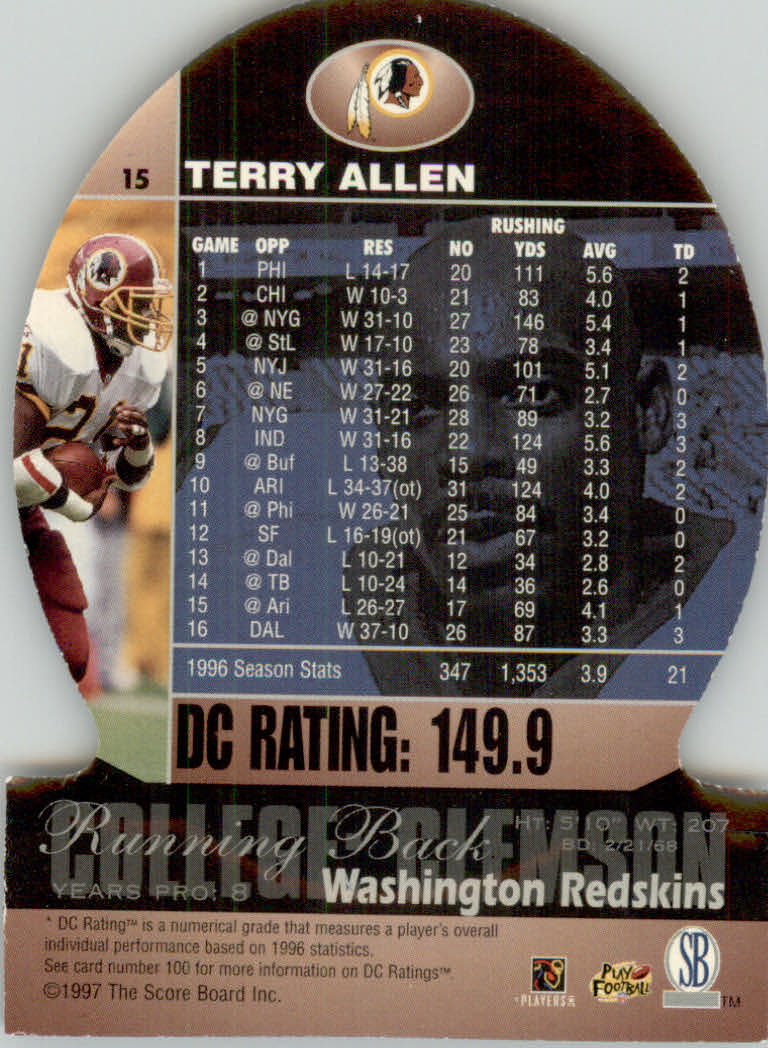 15 TERRY ALLEN
RUSHING
GAME OPP RES NO YDS AVG TD
1 PHI L 14-17 20 111 5.6 2
2 CHI W 10-3 21 83 4.0 1
3 @ NYG W 31-10 27 146 5.4 1
4 @ StL W 17-10 23 78 3.4 1
5 NYJ W 31-16 20 101 5.1 2
6 @ NE W 27-22 26 71 2.7 0
7 NYG W 31-21 28 89 3.2 3
8 IND W 31-16 22 124 5.6 3
9 @ Buf L 13-38 15 49 3.3 2
10 ARI L 34-37(ot) 31 124 4.0 2
11 @ Phi W 26-21 25 84 3.4 0
12 SF L 16-19(ot) 21 67 3.2 0
13 @ Dal L 10-21 12 34 2.8 2
14 @ TB L 10-24 14 36 2.6 0
15 @ Ari L 26-27 17 69 4.1 1
16 DAL W 37-10 26 87 3.3 3
1996 Season Stats 347 1,353 3.9 21
DC RATING: 149.9
COLLEGE CLEMSON
Running Back
HT: 5'10" WT: 207
BD: 2/21/68
YEARS PRO: 8
Washington Redskins
* DC Rating™ is a numerical grade that measures a player's overall
individual performance based on 1996 statistics.
See card number 100 for more information on DC Ratings™.
©1997 The Score Board Inc.
PLAYERS INC
PLAY FOOTBALL
SB
TM